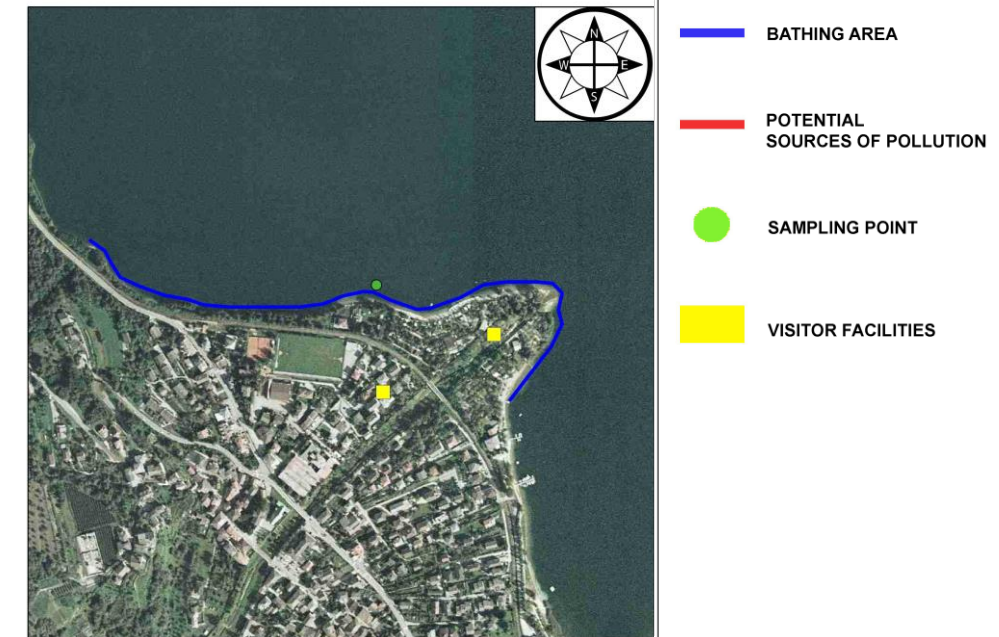 N
W
E
S
BATHING AREA
POTENTIAL
SOURCES OF POLLUTION
SAMPLING POINT
VISITOR FACILITIES